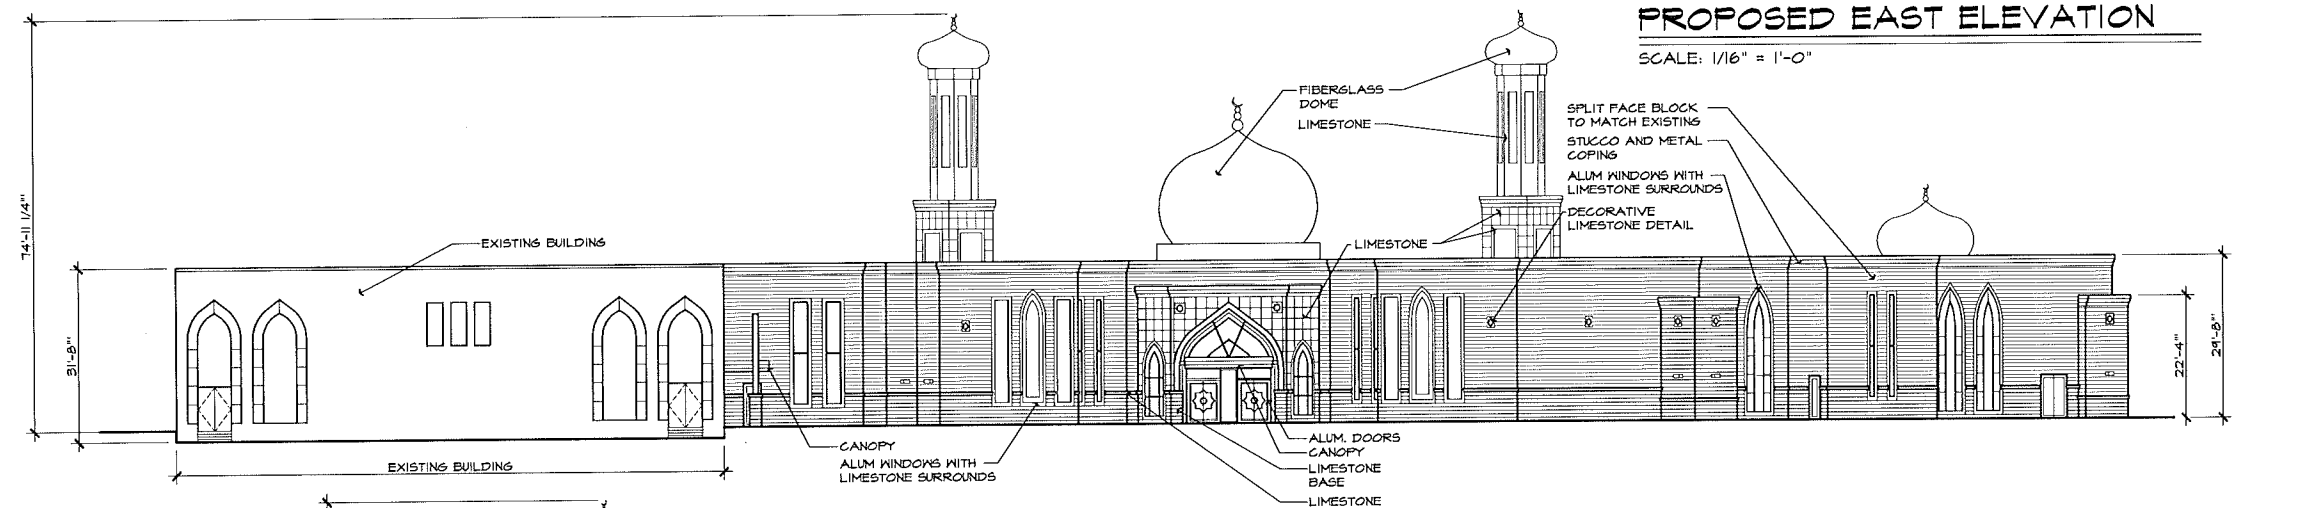 PROPOSED EAST ELEVATION
SCALE: 1/16" = 1'-0"
FIBERGLASS
DOME
LIMESTONE
SPLIT FACE BLOCK
TO MATCH EXISTING
STUCCO AND METAL
COPING
ALUM WINDOWS WITH
LIMESTONE SURROUNDS
DECORATIVE
LIMESTONE DETAIL
LIMESTONE
EXISTING BUILDING
74'-11 1/4"
31'-8"
22'-4"
29'-8"
EXISTING BUILDING
CANOPY
ALUM WINDOWS WITH
LIMESTONE SURROUNDS
ALUM. DOORS
CANOPY
LIMESTONE
BASE
LIMESTONE